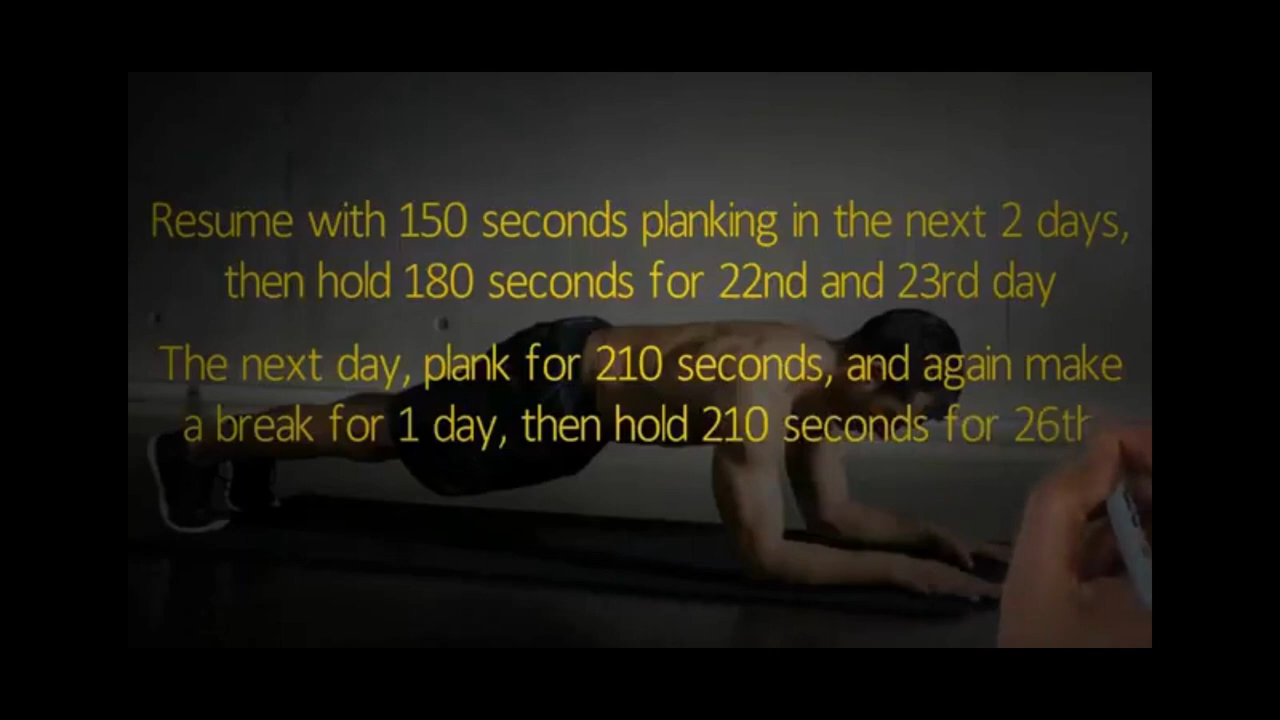 Resume with 150 seconds planking in the next 2 days,
then hold 180 seconds for 22nd and 23rd day
The next day, plank for 210 seconds, and again make
a break for 1 day, then hold 210 seconds for 26th